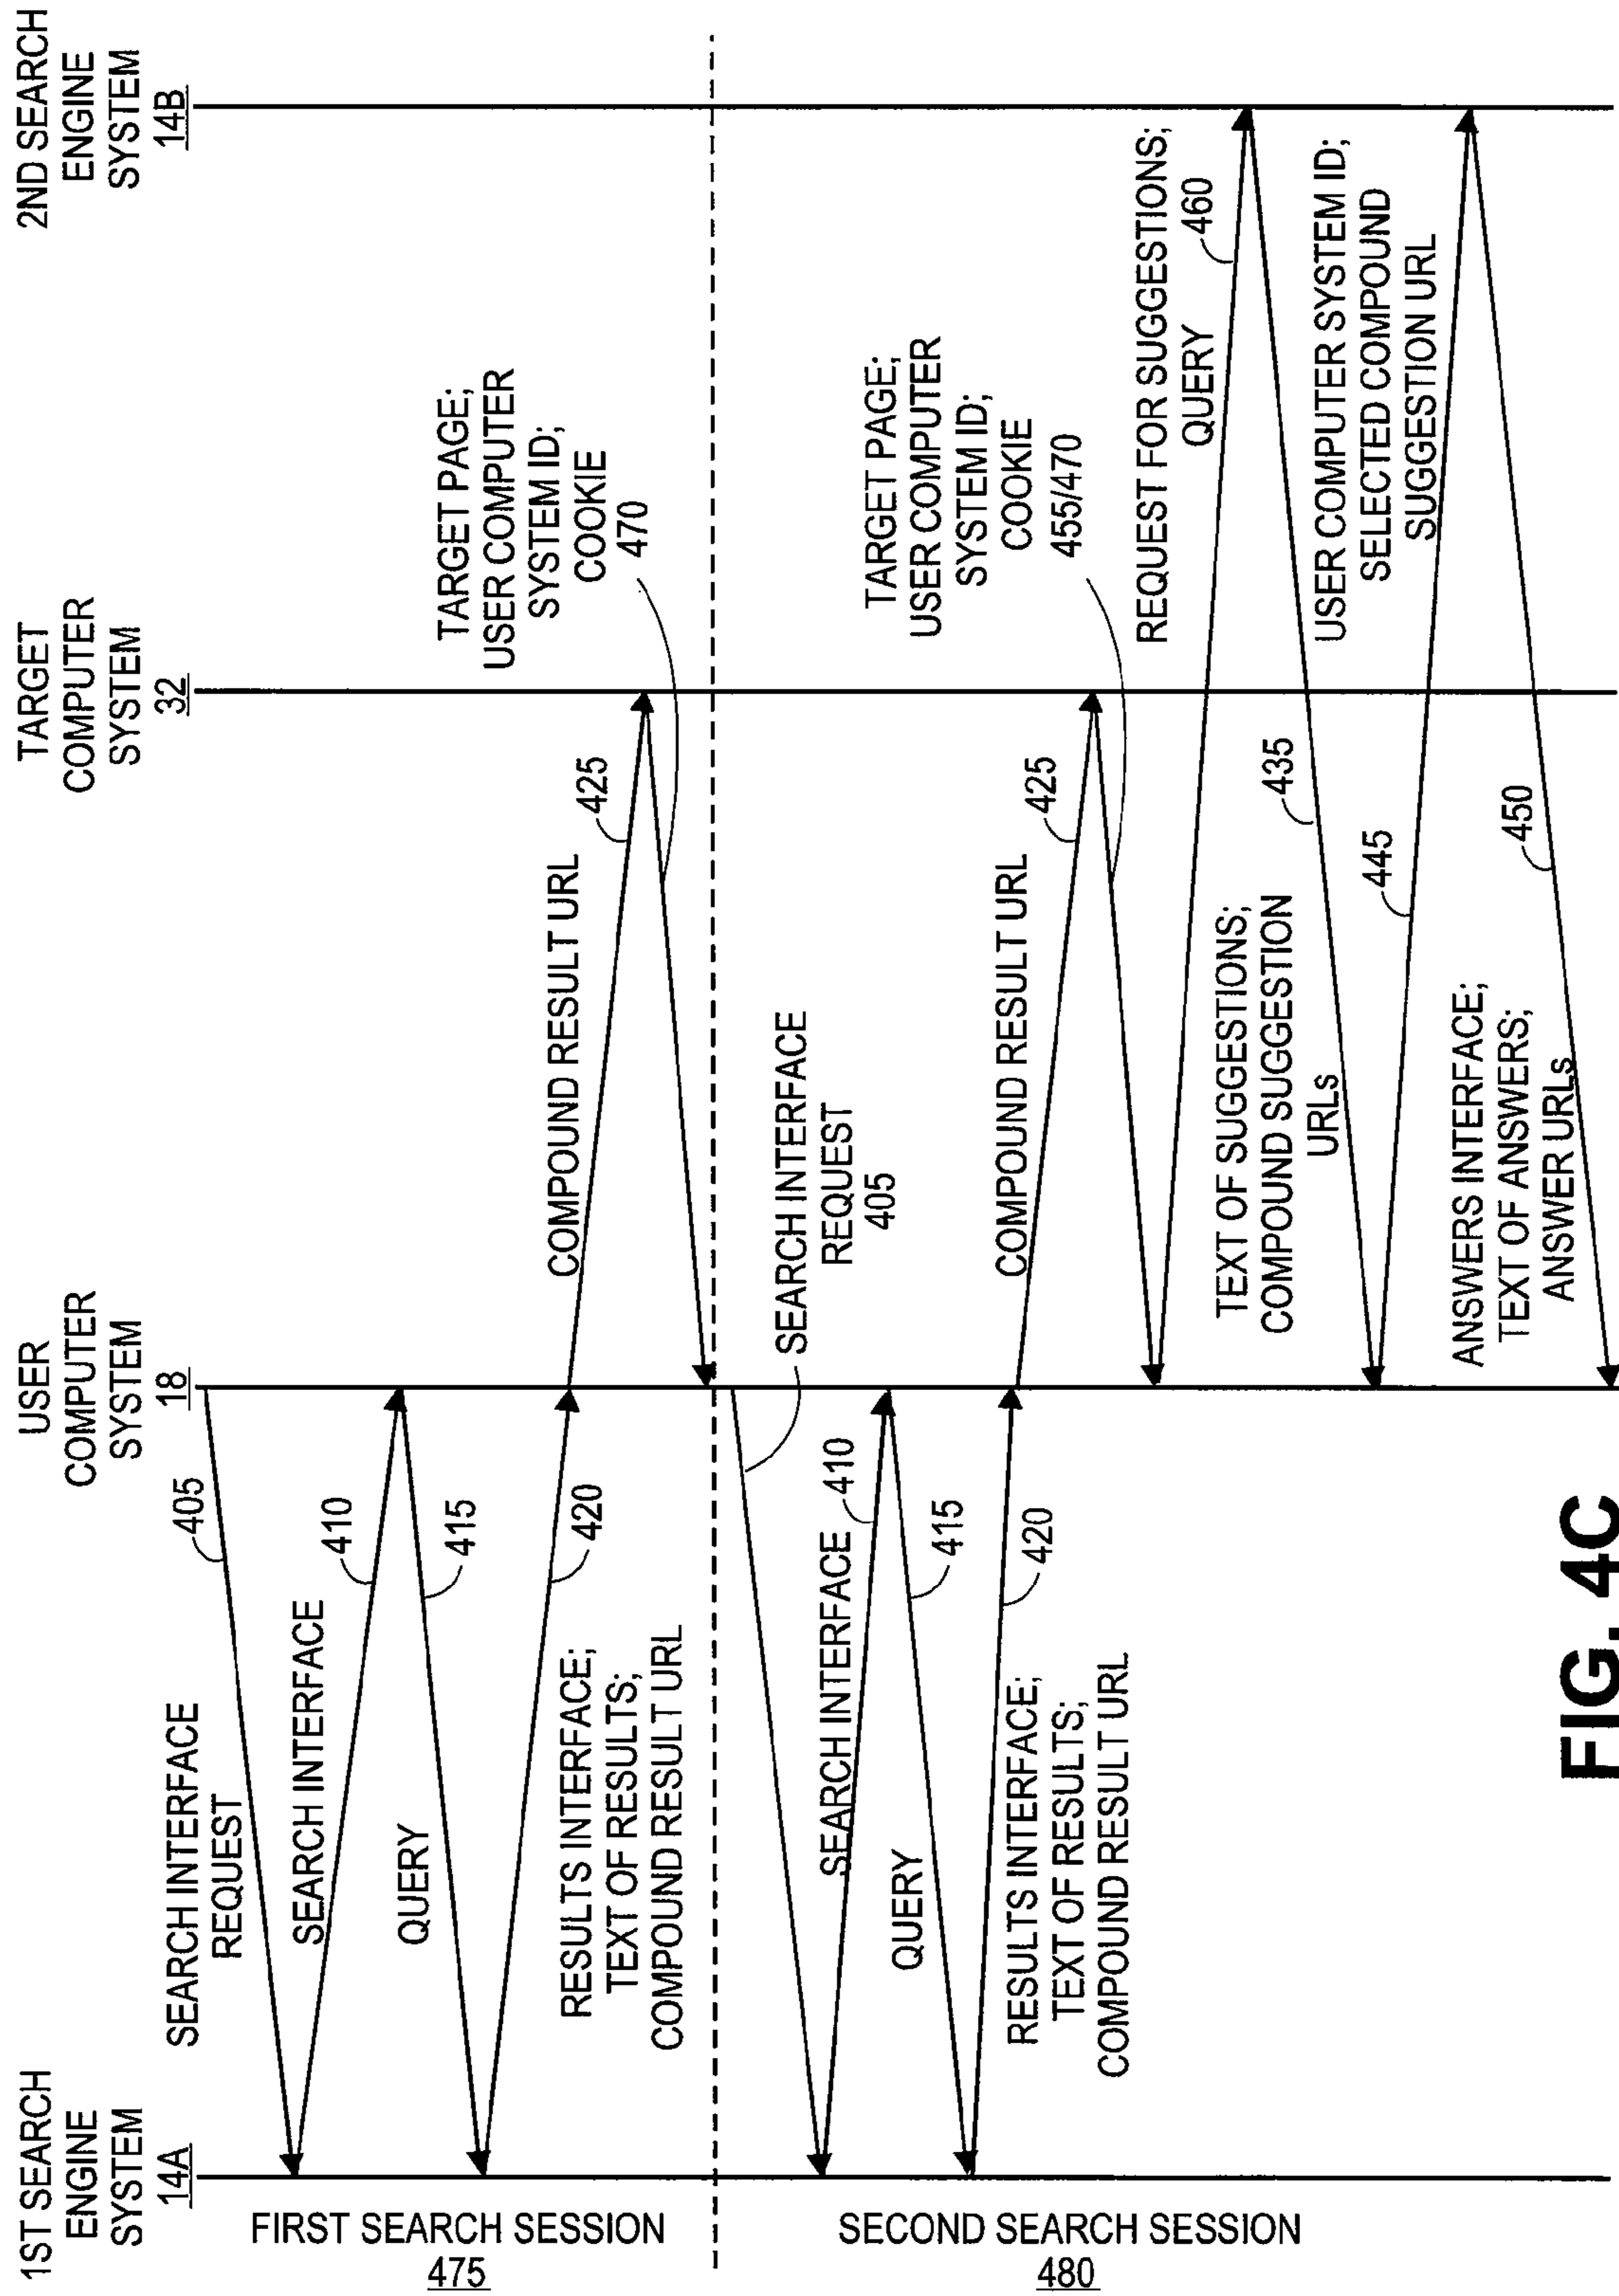 1ST SEARCH
ENGINE
SYSTEM
14A
USER
COMPUTER
SYSTEM
18
TARGET
COMPUTER
SYSTEM
32
2ND SEARCH
ENGINE
SYSTEM
14B
FIRST SEARCH SESSION
475
SEARCH INTERFACE
REQUEST
405
SEARCH INTERFACE
410
QUERY
415
RESULTS INTERFACE;
TEXT OF RESULTS;
COMPOUND RESULT URL
420
COMPOUND RESULT URL
425
TARGET PAGE;
USER COMPUTER
SYSTEM ID;
COOKIE
470
SECOND SEARCH SESSION
480
SEARCH INTERFACE
REQUEST
405
SEARCH INTERFACE
410
QUERY
415
RESULTS INTERFACE;
TEXT OF RESULTS;
COMPOUND RESULT URL
420
COMPOUND RESULT URL
425
TARGET PAGE;
USER COMPUTER
SYSTEM ID;
COOKIE
455/470
REQUEST FOR SUGGESTIONS;
QUERY
460
TEXT OF SUGGESTIONS;
COMPOUND SUGGESTION
URLs
435
USER COMPUTER SYSTEM ID;
SELECTED COMPOUND
SUGGESTION URL
445
ANSWERS INTERFACE;
TEXT OF ANSWERS;
ANSWER URLs
450
FIG. 4C